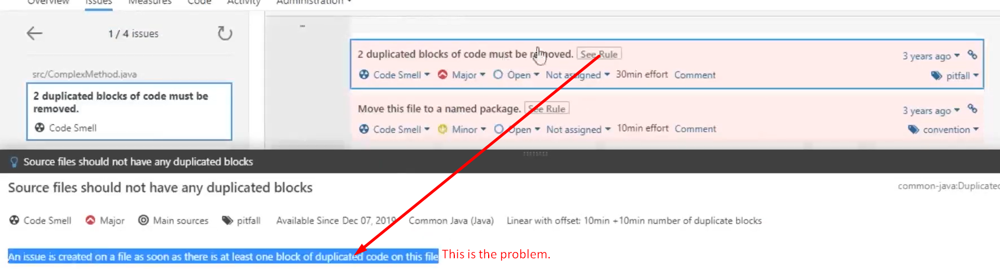 Overview Issues Measures Code Activity Administration
1 / 4 issues
...
2 duplicated blocks of code must be removed. See Rule
3 years ago
src/ComplexMethod.java
Code Smell Major Open Not assigned 30min effort Comment
pitfall
2 duplicated blocks of code must be
removed.
Code Smell
Move this file to a named package. See Rule
3 years ago
Code Smell Minor Open Not assigned 10min effort Comment
convention
Source files should not have any duplicated blocks
Source files should not have any duplicated blocks
common-java:Duplicated
Code Smell Major Main sources pitfall Available Since Dec 07, 2019 Common Java (Java) Linear with offset: 10min +10min number of duplicate blocks
An issue is created on a file as soon as there is at least one block of duplicated code on this file
This is the problem.